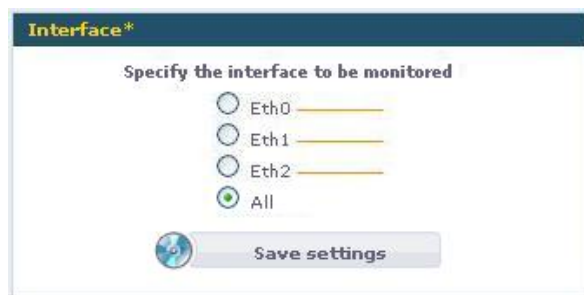 Interface*
Specify the interface to be monitored
Eth0
Eth1
Eth2
All
Save settings